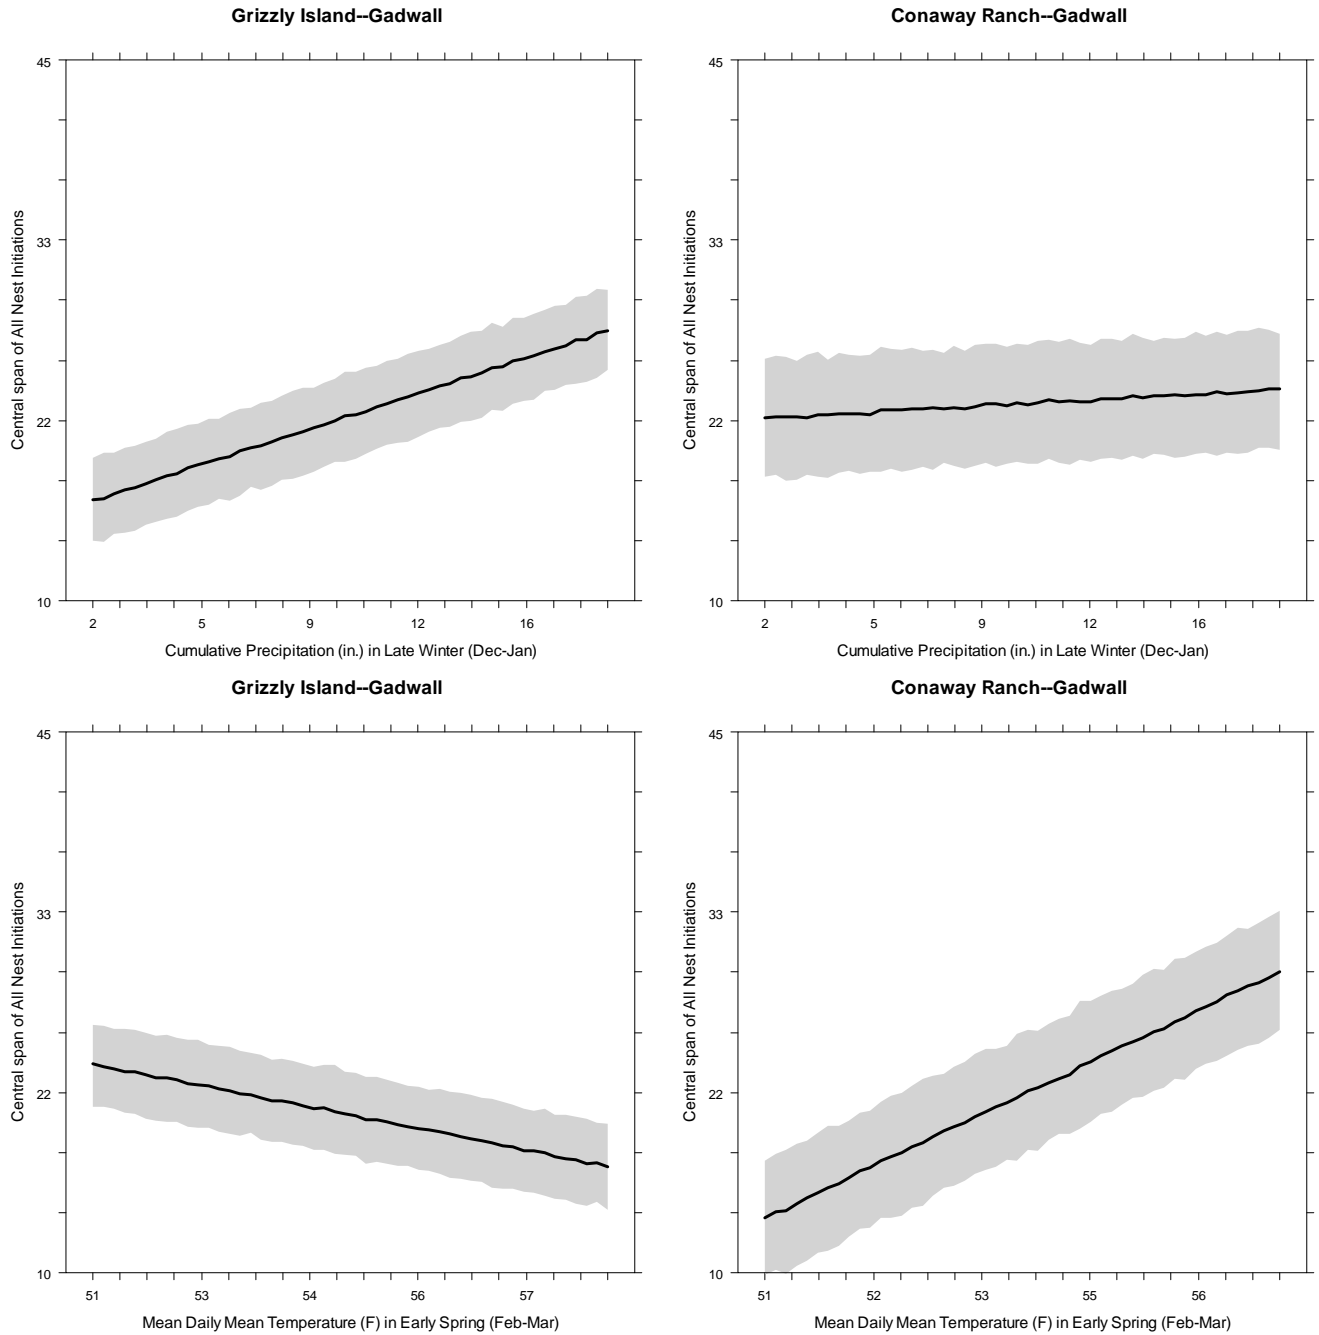 Grizzly Island--Gadwall
45
33
22
10
Central span of All Nest Initiations
2 5 9 12 16
Cumulative Precipitation (in.) in Late Winter (Dec-Jan)
Conaway Ranch--Gadwall
45
33
22
10
Central span of All Nest Initiations
2 5 9 12 16
Cumulative Precipitation (in.) in Late Winter (Dec-Jan)
Grizzly Island--Gadwall
45
33
22
10
Central span of All Nest Initiations
51 53 54 56 57
Mean Daily Mean Temperature (F) in Early Spring (Feb-Mar)
Conaway Ranch--Gadwall
45
33
22
10
Central span of All Nest Initiations
51 52 53 55 56
Mean Daily Mean Temperature (F) in Early Spring (Feb-Mar)